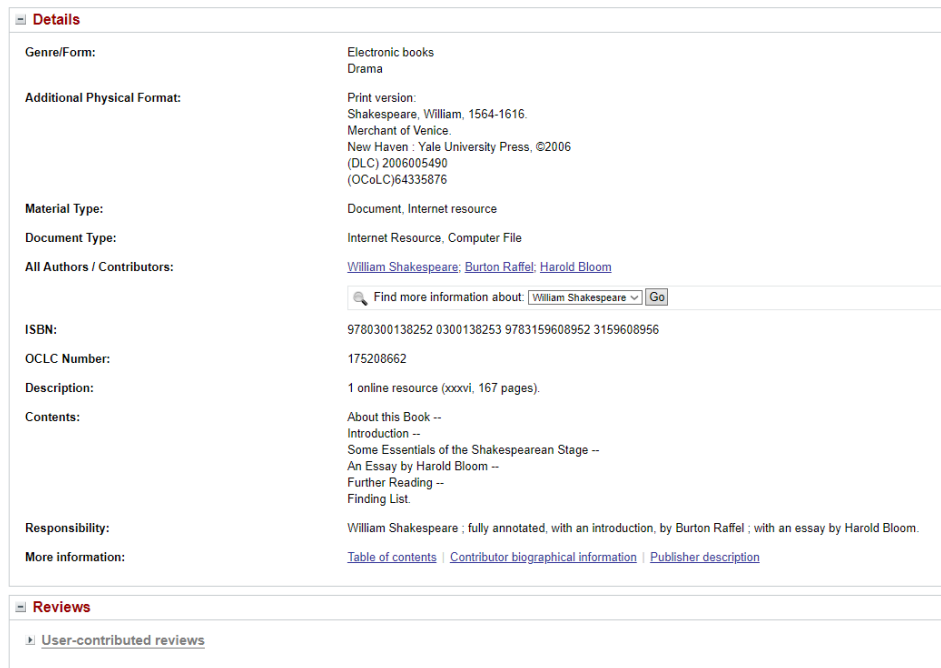 Details
Genre/Form: Electronic books
Drama
Additional Physical Format: Print version:
Shakespeare, William, 1564-1616.
Merchant of Venice.
New Haven : Yale University Press, ©2006
(DLC) 2006005490
(OCoLC)64335876
Material Type: Document, Internet resource
Document Type: Internet Resource, Computer File
All Authors / Contributors: William Shakespeare; Burton Raffel; Harold Bloom
Find more information about: William Shakespeare Go
ISBN: 9780300138252 0300138253 9783159608952 3159608956
OCLC Number: 175208662
Description: 1 online resource (xxxvi, 167 pages).
Contents: About this Book --
Introduction --
Some Essentials of the Shakespearean Stage --
An Essay by Harold Bloom --
Further Reading --
Finding List.
Responsibility: William Shakespeare ; fully annotated, with an introduction, by Burton Raffel ; with an essay by Harold Bloom.
More information: Table of contents | Contributor biographical information | Publisher description
Reviews
User-contributed reviews